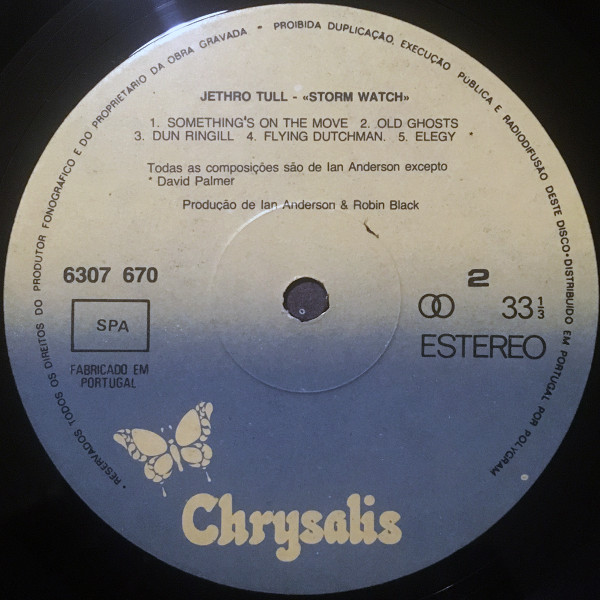 • RESERVADOS TODOS OS DIREITOS DO PRODUTOR FONOGRÁFICO E DO PROPRIETÁRIO DA OBRA GRAVADA - PROIBIDA DUPLICAÇÃO, EXECUÇÃO PÚBLICA E RADIODIFUSÃO DESTE DISCO • DISTRIBUIDO EM PORTUGAL POR POLYGRAM
JETHRO TULL - «STORM WATCH»
1. SOMETHING'S ON THE MOVE 2. OLD GHOSTS
3. DUN RINGILL 4. FLYING DUTCHMAN. 5. ELEGY
Todas as composições são de Ian Anderson excepto
* David Palmer
Produção de Ian Anderson & Robin Black
6307 670
2
SPA
33 1/3
FABRICADO EM
PORTUGAL
ESTEREO
Chrysalis